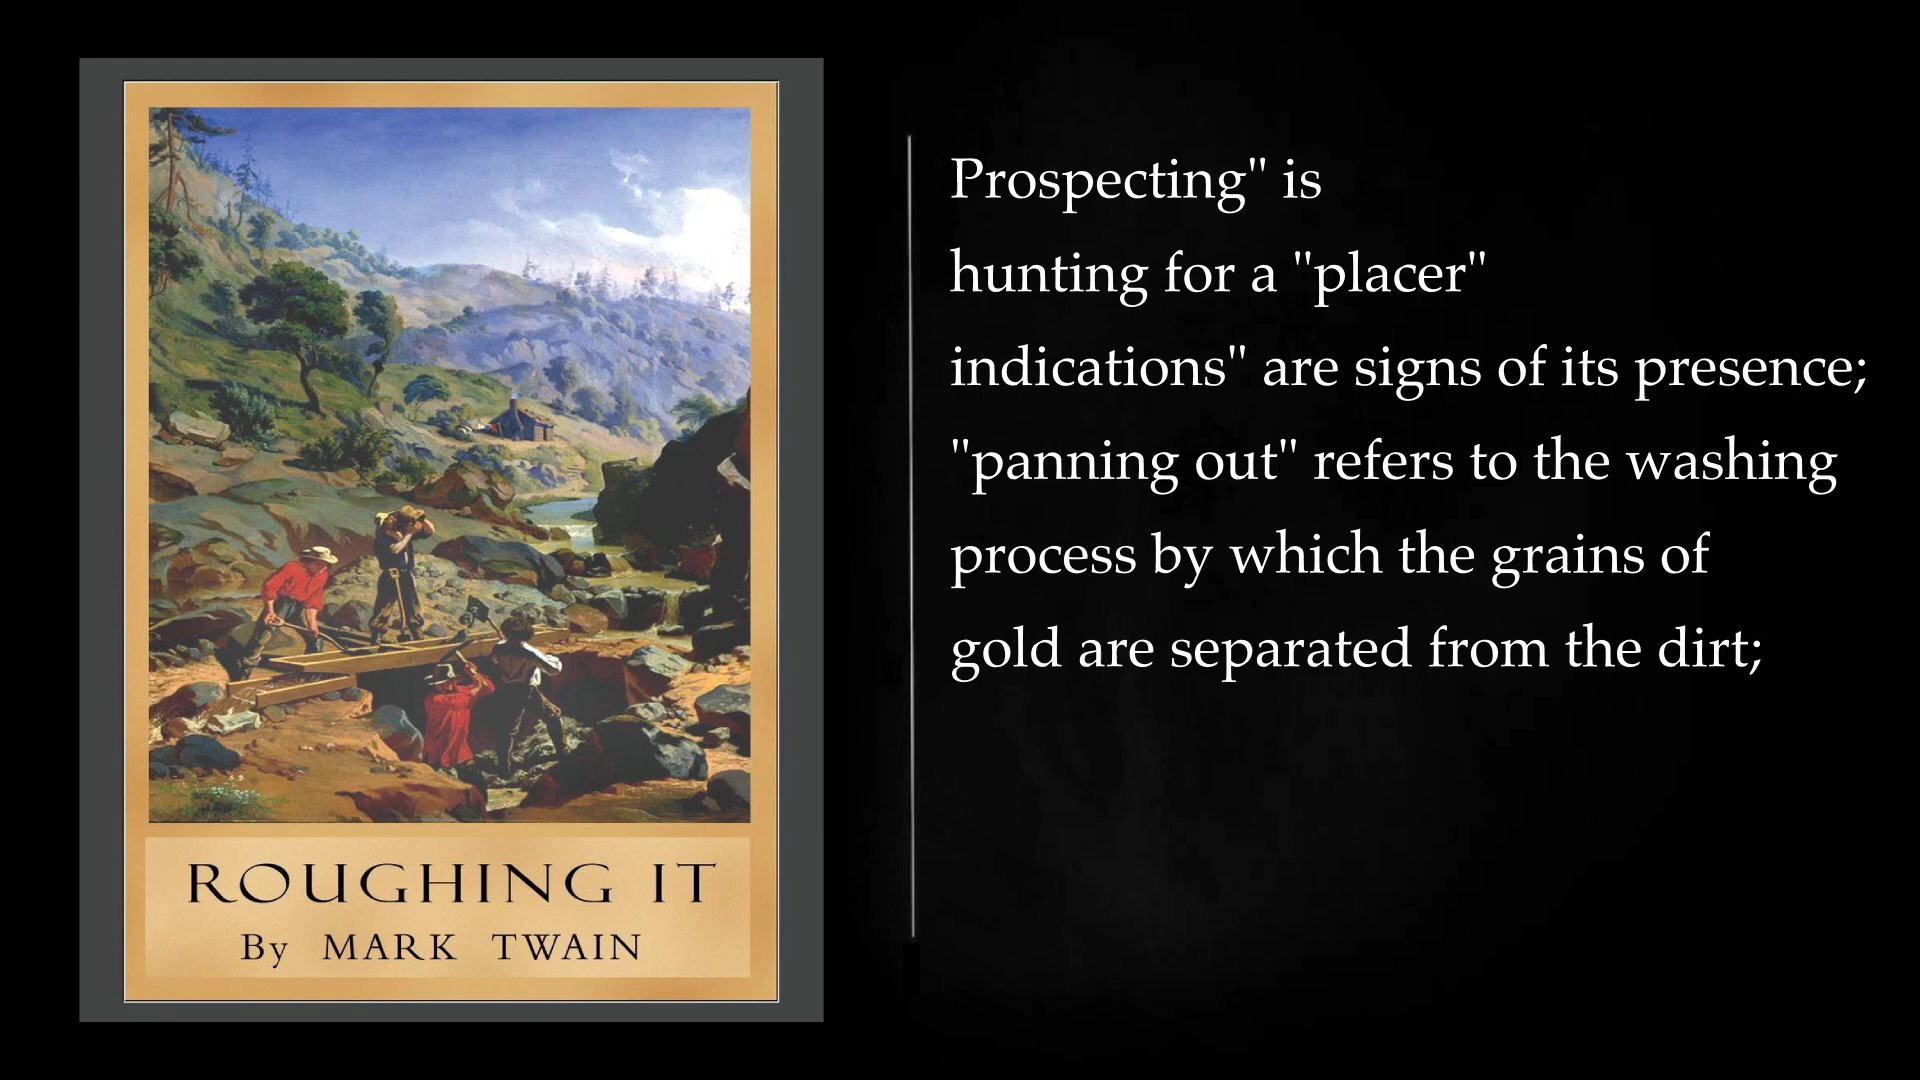 Prospecting" is
hunting for a "placer"
indications" are signs of its presence;
"panning out" refers to the washing
process by which the grains of
gold are separated from the dirt;
ROUGHING IT
By MARK TWAIN